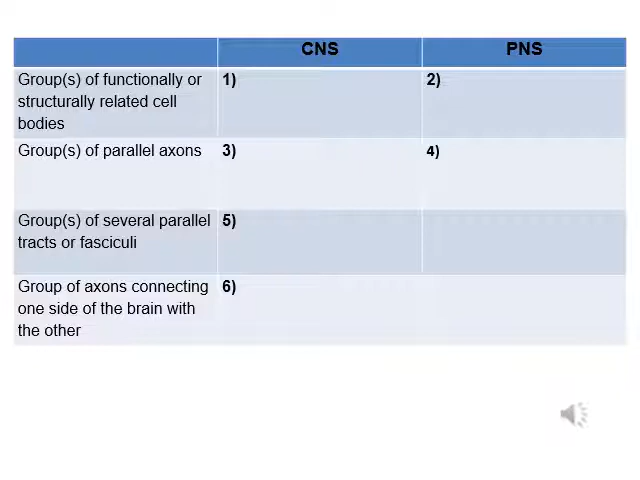 CNS PNS
Group(s) of functionally or 1) 2)
structurally related cell
bodies
Group(s) of parallel axons 3) 4)
Group(s) of several parallel 5)
tracts or fasciculi
Group of axons connecting 6)
one side of the brain with
the other